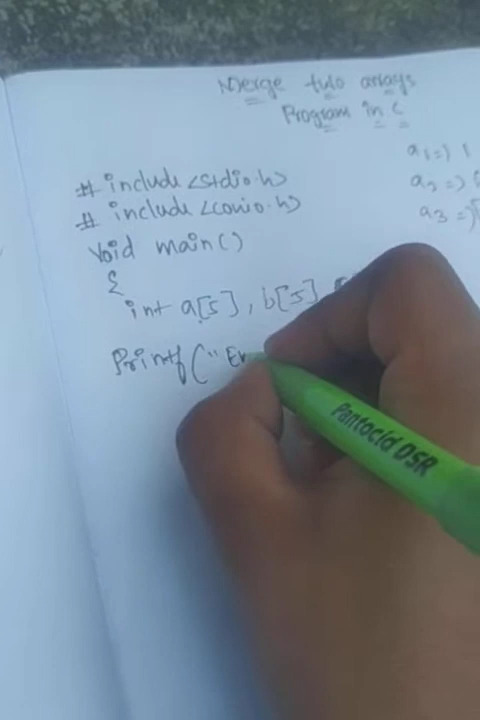 Merge two arrays
Program in C
a1=) 1
a2 =)
a3 =)
#include <stdio.h>
# include <conio.h>
Void main()
{
int a[5], b[5]
Printf ("En
Pantocid DSR